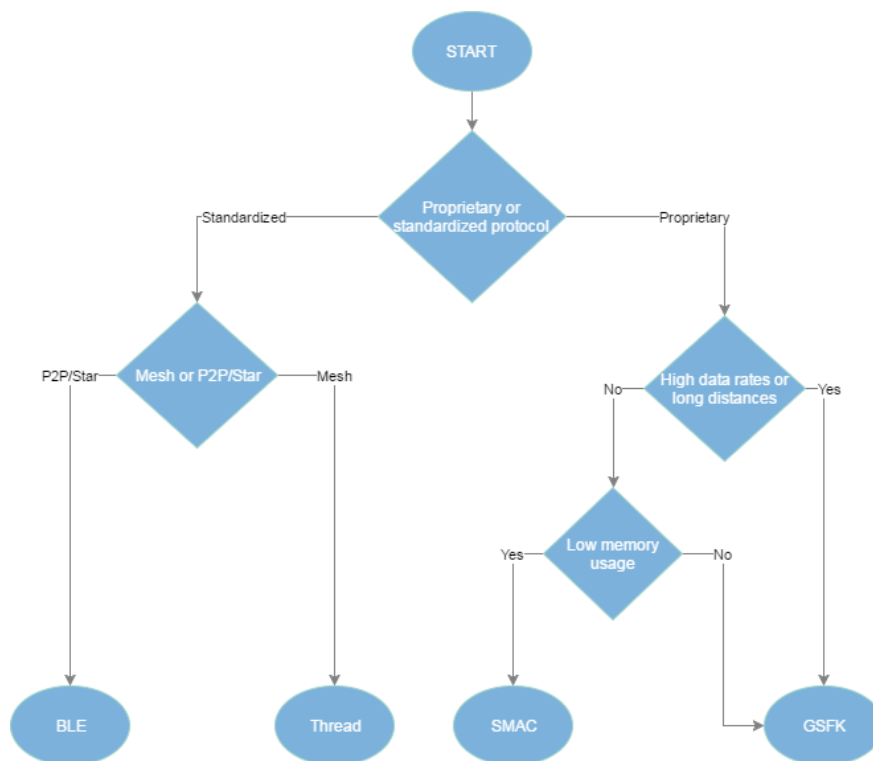 START
Proprietary or
standardized protocol
Standardized
Proprietary
P2P/Star
Mesh or P2P/Star
Mesh
High data rates or
long distances
No
Yes
Low memory
usage
Yes
No
BLE
Thread
SMAC
GSFK